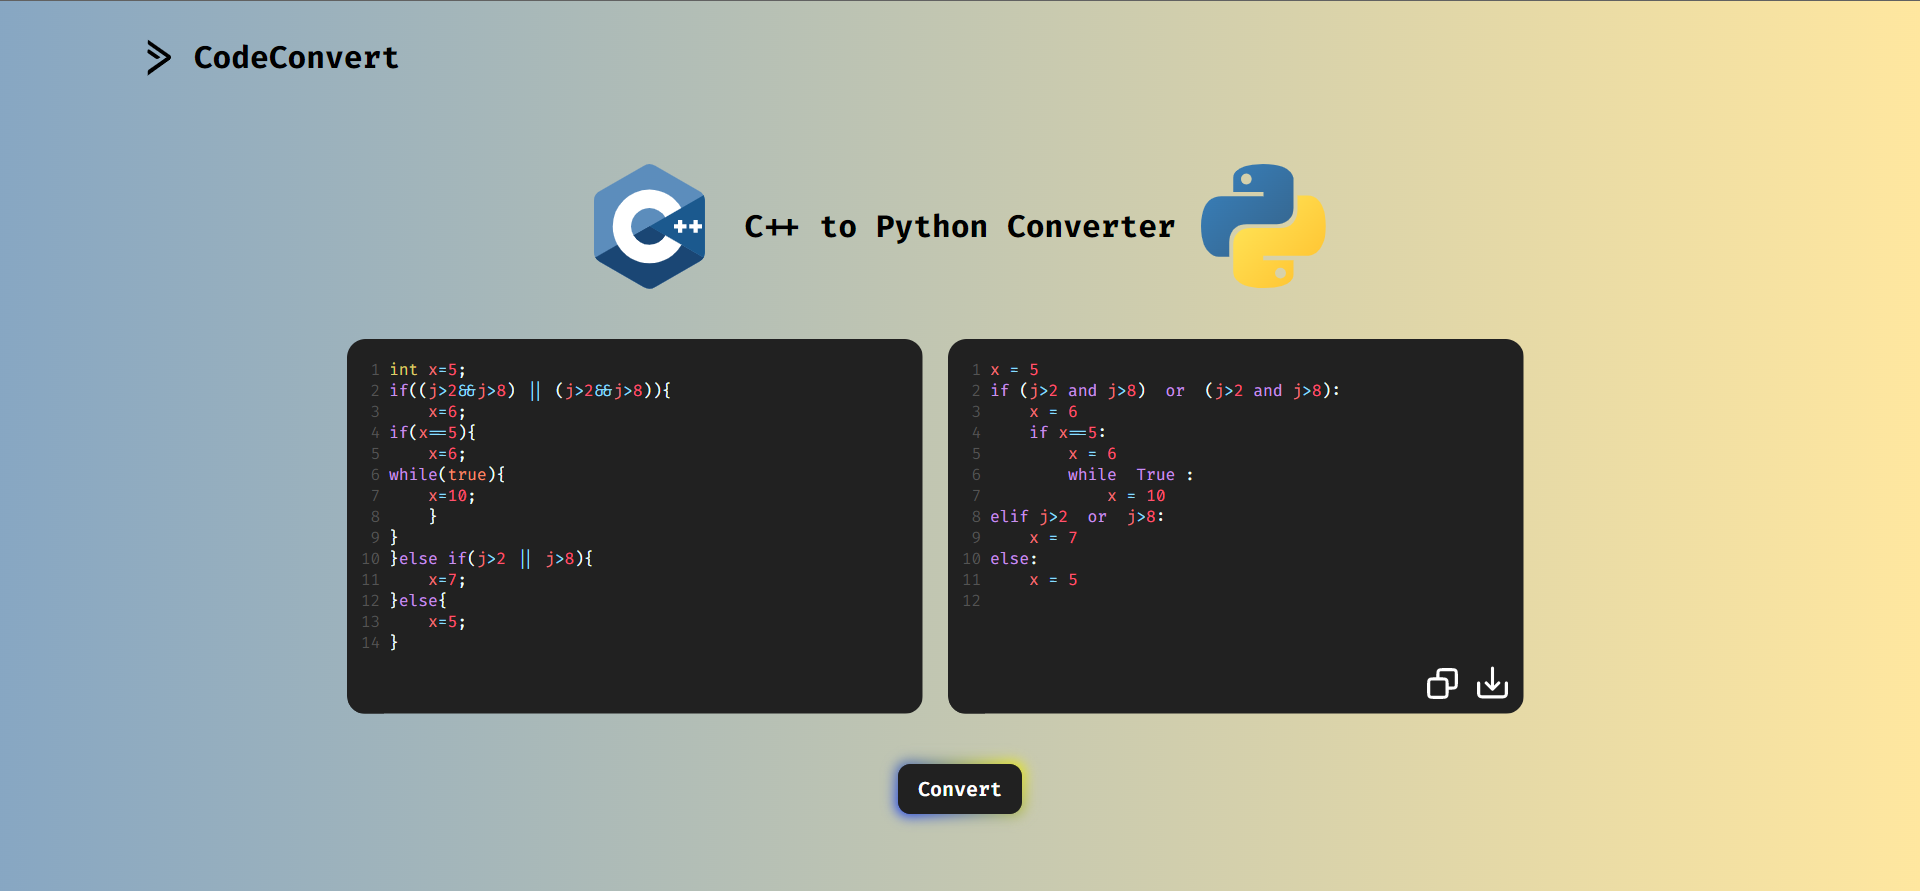 CodeConvert
C++
C++ to Python Converter
1 int x=5;
2 if((j>2&&j>8) || (j>2&&j>8)){
3     x=6;
4 if(x==5){
5     x=6;
6 while(true){
7     x=10;
8     }
9 }
10 }else if(j>2 || j>8){
11     x=7;
12 }else{
13     x=5;
14 }
1 x = 5
2 if (j>2 and j>8)  or  (j>2 and j>8):
3     x = 6
4     if x==5:
5         x = 6
6         while  True :
7             x = 10
8 elif j>2  or  j>8:
9     x = 7
10 else:
11     x = 5
12
Convert